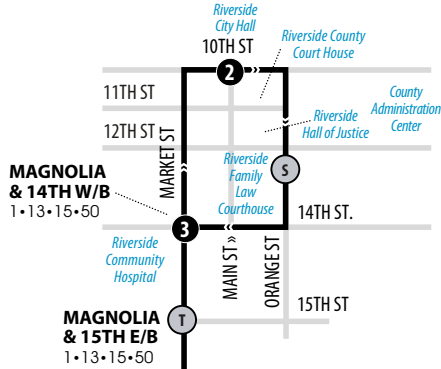 Riverside
City Hall
10TH ST
Riverside County
Court House
2
11TH ST
County
Administration
Center
12TH ST
Riverside
Hall of Justice
MARKET ST
Riverside
Family
Law
Courthouse
S
MAGNOLIA
& 14TH W/B
1•13•15•50
3
14TH ST.
Riverside
Community
Hospital
MAIN ST »
ORANGE ST
15TH ST
MAGNOLIA
& 15TH E/B
1•13•15•50
T